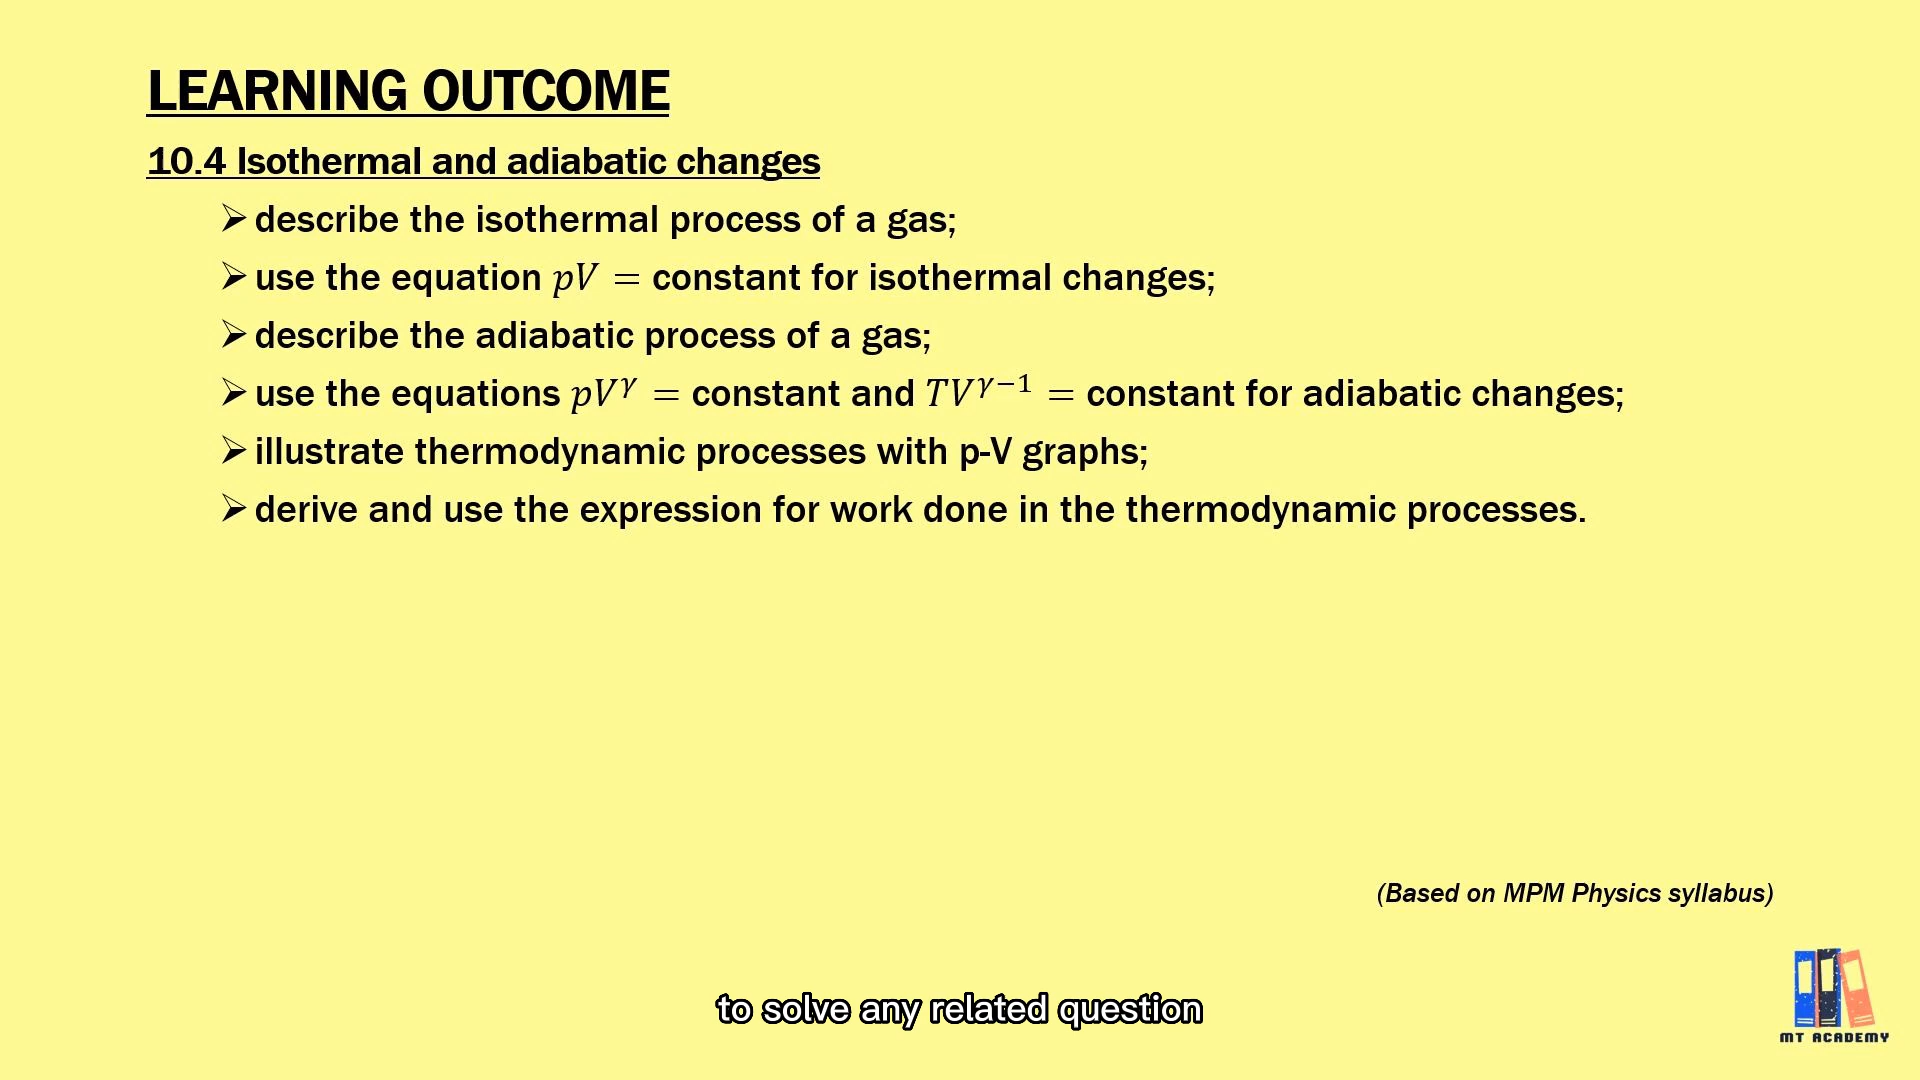 LEARNING OUTCOME
10.4 Isothermal and adiabatic changes
➢ describe the isothermal process of a gas;
➢ use the equation 𝑝𝑉 = constant for isothermal changes;
➢ describe the adiabatic process of a gas;
➢ use the equations 𝑝𝑉^γ = constant and 𝑇𝑉^(γ−1) = constant for adiabatic changes;
➢ illustrate thermodynamic processes with p-V graphs;
➢ derive and use the expression for work done in the thermodynamic processes.
(Based on MPM Physics syllabus)
to solve any related question
MT ACADEMY